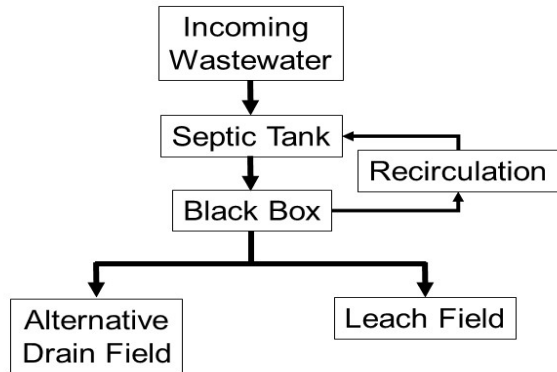 Incoming
Wastewater
Septic Tank
Recirculation
Black Box
Alternative
Drain Field
Leach Field